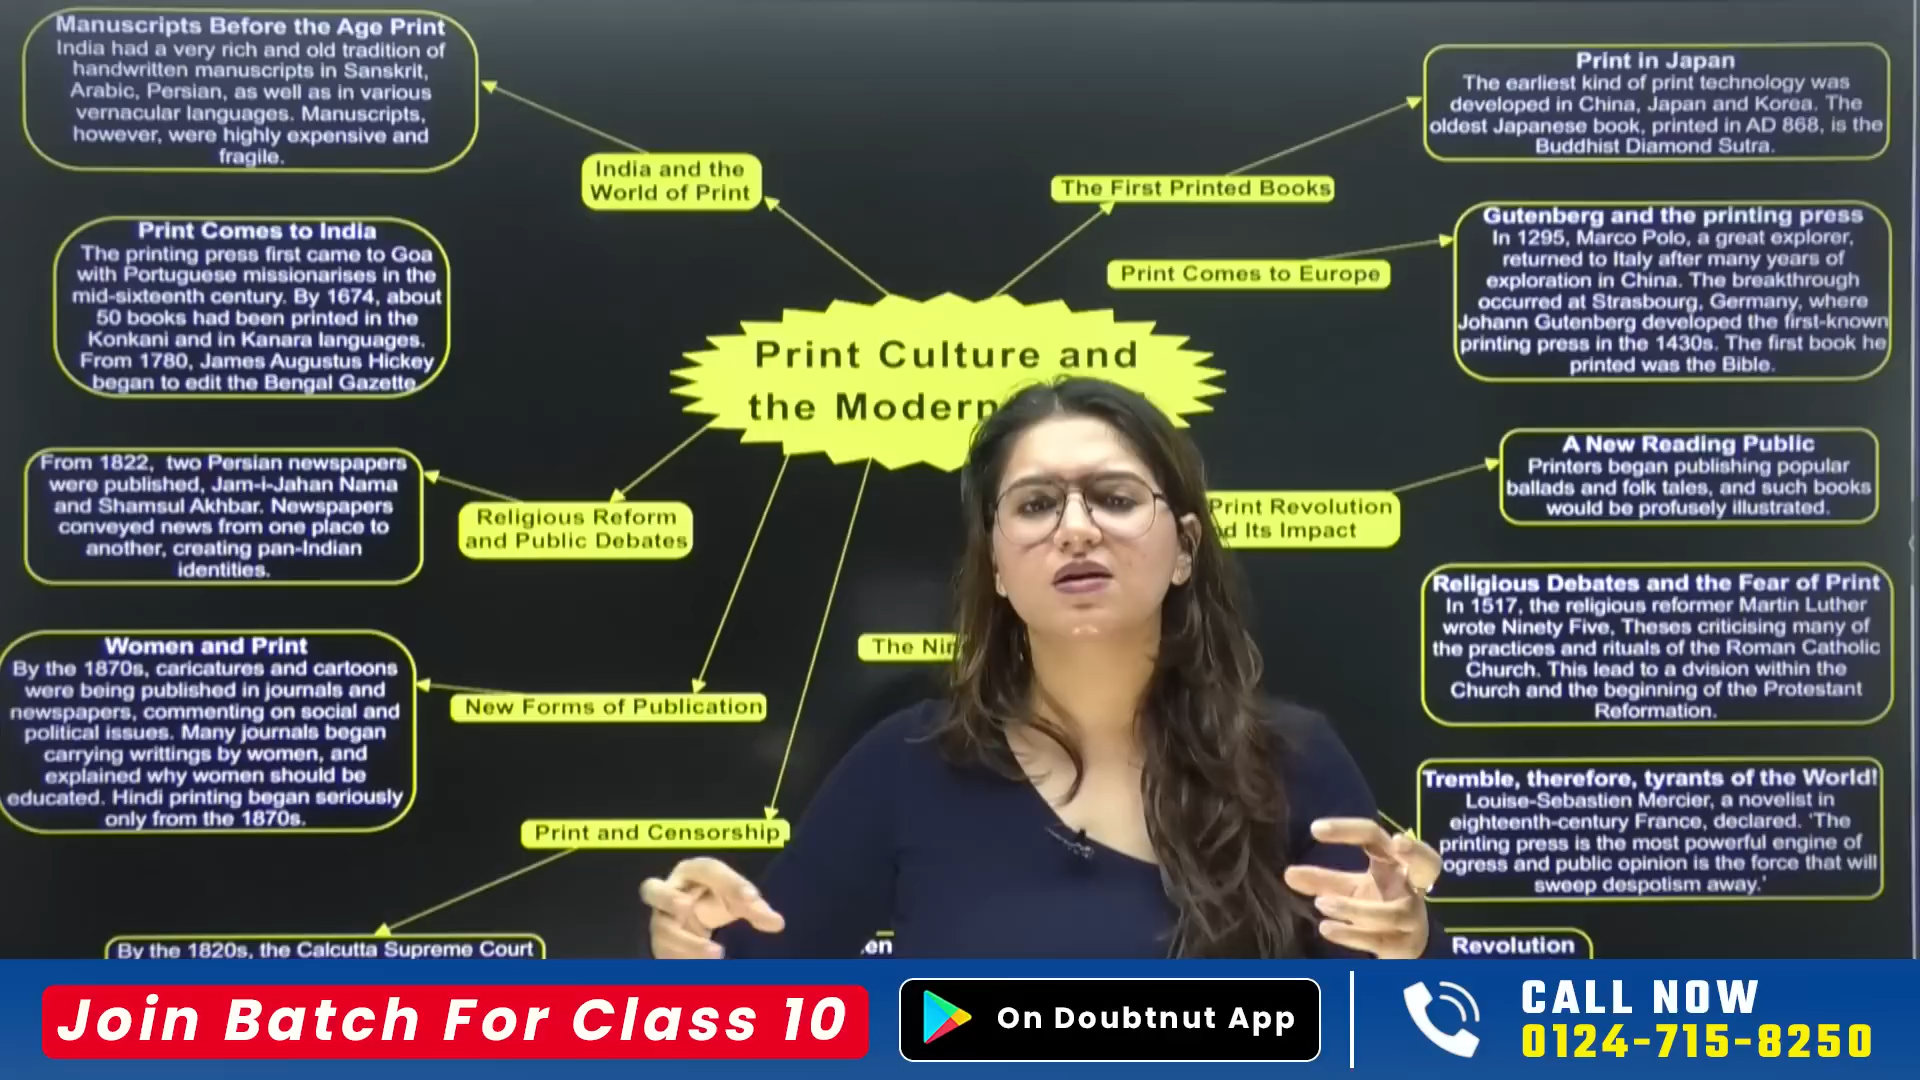 Manuscripts Before the Age Print
India had a very rich and old tradition of
handwritten manuscripts in Sanskrit,
Arabic, Persian, as well as in various
vernacular languages. Manuscripts,
however, were highly expensive and
fragile.
India and the
World of Print
The First Printed Books
Print in Japan
The earliest kind of print technology was
developed in China, Japan and Korea. The
oldest Japanese book, printed in AD 868, is the
Buddhist Diamond Sutra.
Print Comes to India
The printing press first came to Goa
with Portuguese missionarises in the
mid-sixteenth century. By 1674, about
50 books had been printed in the
Konkani and in Kanara languages.
From 1780, James Augustus Hickey
began to edit the Bengal Gazette
Print Comes to Europe
Gutenberg and the printing press
In 1295, Marco Polo, a great explorer,
returned to Italy after many years of
exploration in China. The breakthrough
occurred at Strasbourg, Germany, where
Johann Gutenberg developed the first-known
printing press in the 1430s. The first book he
printed was the Bible.
Print Culture and
the Modern
From 1822, two Persian newspapers
were published, Jam-i-Jahan Nama
and Shamsul Akhbar. Newspapers
conveyed news from one place to
another, creating pan-Indian
identities.
Religious Reform
and Public Debates
Print Revolution
d Its Impact
A New Reading Public
Printers began publishing popular
ballads and folk tales, and such books
would be profusely illustrated.
Religious Debates and the Fear of Print
In 1517, the religious reformer Martin Luther
wrote Ninety Five, Theses criticising many of
the practices and rituals of the Roman Catholic
Church. This lead to a dvision within the
Church and the beginning of the Protestant
Reformation.
Women and Print
By the 1870s, caricatures and cartoons
were being published in journals and
newspapers, commenting on social and
political issues. Many journals began
carrying writtings by women, and
explained why women should be
educated. Hindi printing began seriously
only from the 1870s.
New Forms of Publication
The Nin
Print and Censorship
Tremble, therefore, tyrants of the World!
Louise-Sebastien Mercier, a novelist in
eighteenth-century France, declared. 'The
printing press is the most powerful engine of
ogress and public opinion is the force that will
sweep despotism away.'
By the 1820s, the Calcutta Supreme Court
en
Revolution
Join Batch For Class 10
On Doubtnut App
CALL NOW
0124-715-8250